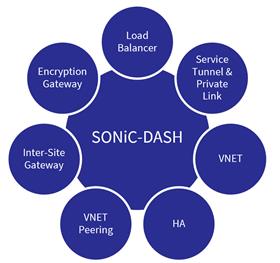 Load
Balancer
Service
Tunnel &
Private
Link
VNET
HA
VNET
Peering
Inter-Site
Gateway
Encryption
Gateway
SONiC-DASH